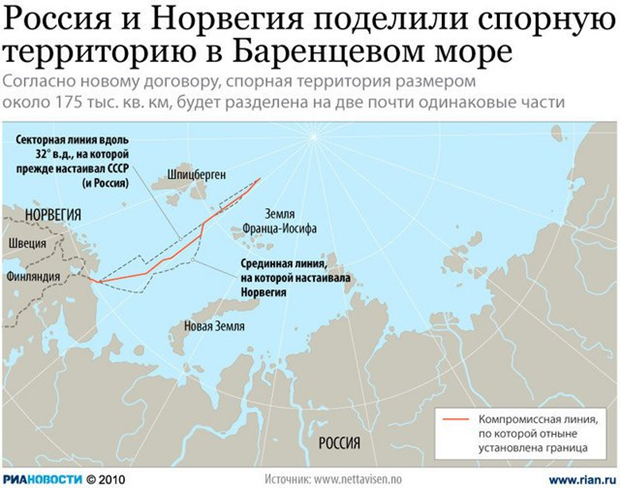 Россия и Норвегия поделили спорную
территорию в Баренцевом море
Согласно новому договору, спорная территория размером
около 175 тыс. кв. км, будет разделена на две почти одинаковые части
Секторная линия вдоль
32° в.д., на которой
прежде настаивал СССР
(и Россия)
Шпицберген
НОРВЕГИЯ
Швеция
Финляндия
Земля
Франца-Иосифа
Срединная линия,
на которой настаивала
Норвегия
Новая Земля
РОССИЯ
Компромиссная линия,
по которой отныне
установлена граница
РИАНОВОСТИ © 2010
Источник: www.nettavisen.no
www.rian.ru